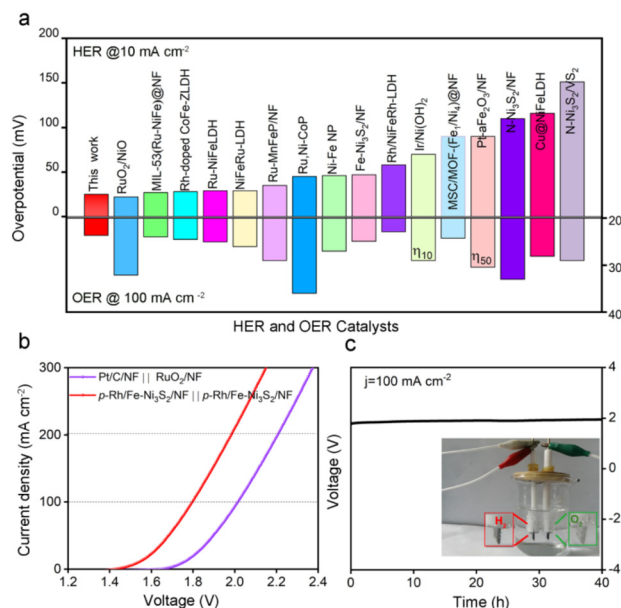 a
HER @10 mA cm-2
200
150
100
50
0
Overpotential (mV)
This work
RuO2/NiO
MIL-53(Ru-NiFe)@NF
Rh-doped CoFe-ZLDH
Ru-NiFeLDH
NiFeRu-LDH
Ru-MnFeP/NF
Ru,Ni-CoP
Ni-Fe NP
Fe-Ni3S2/NF
Rh/NiFeRh-LDH
Ir/Ni(OH)2
MSC/MOF-(Fe1/Ni4)@NF
Pt-aFe2O3/NF
N-Ni3S2/NF
Cu@NiFeLDH
N-Ni3S2/VS2
20
30
40
η10
η50
OER @ 100 mA cm-2
HER and OER Catalysts
b
Current density (mA cm-2)
300
200
100
0
Pt/C/NF || RuO2/NF
p-Rh/Fe-Ni3S2/NF || p-Rh/Fe-Ni3S2/NF
1.2 1.4 1.6 1.8 2.0 2.2 2.4
Voltage (V)
c
j=100 mA cm-2
Voltage (V)
4
2
0
-2
-4
H2
O2
0 10 20 30 40
Time (h)